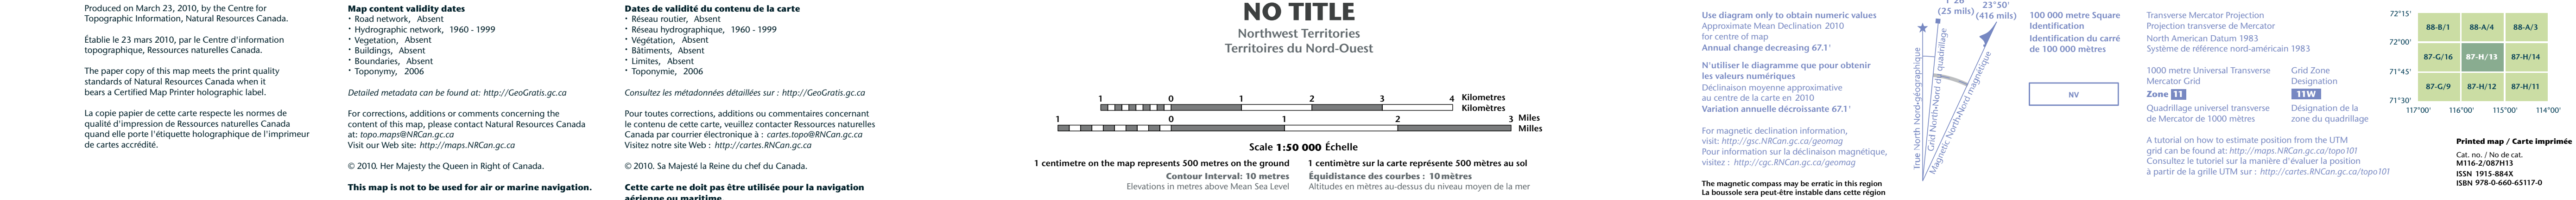 Produced on March 23, 2010, by the Centre for
Topographic Information, Natural Resources Canada.
Établie le 23 mars 2010, par le Centre d'information
topographique, Ressources naturelles Canada.
The paper copy of this map meets the print quality
standards of Natural Resources Canada when it
bears a Certified Map Printer holographic label.
La copie papier de cette carte respecte les normes de
qualité d'impression de Ressources naturelles Canada
quand elle porte l'étiquette holographique de l'imprimeur
de cartes accrédité.
Map content validity dates
· Road network, Absent
· Hydrographic network, 1960 - 1999
· Vegetation, Absent
· Buildings, Absent
· Boundaries, Absent
· Toponymy, 2006
Detailed metadata can be found at: http://GeoGratis.gc.ca
For corrections, additions or comments concerning the
content of this map, please contact Natural Resources Canada
at: topo.maps@NRCan.gc.ca
Visit our Web site: http://maps.NRCan.gc.ca
© 2010. Her Majesty the Queen in Right of Canada.
This map is not to be used for air or marine navigation.
Dates de validité du contenu de la carte
· Réseau routier, Absent
· Réseau hydrographique, 1960 - 1999
· Végétation, Absent
· Bâtiments, Absent
· Limites, Absent
· Toponymie, 2006
Consultez les métadonnées détaillées sur : http://GeoGratis.gc.ca
Pour toutes corrections, additions ou commentaires concernant
le contenu de cette carte, veuillez contacter Ressources naturelles
Canada par courrier électronique à : cartes.topo@RNCan.gc.ca
Visitez notre site Web : http://cartes.RNCan.gc.ca
© 2010. Sa Majesté la Reine du chef du Canada.
Cette carte ne doit pas être utilisée pour la navigation
aérienne ou maritime.
NO TITLE
Northwest Territories
Territoires du Nord-Ouest
1 0 1 2 3 4 Kilometres
Kilomètres
1 0 1 2 3 Miles
Milles
Scale 1:50 000 Échelle
1 centimetre on the map represents 500 metres on the ground
1 centimètre sur la carte représente 500 mètres au sol
Contour Interval: 10 metres
Équidistance des courbes : 10 mètres
Elevations in metres above Mean Sea Level
Altitudes en mètres au-dessus du niveau moyen de la mer
Use diagram only to obtain numeric values
Approximate Mean Declination 2010
for centre of map
Annual change decreasing 67.1'
N'utiliser le diagramme que pour obtenir
les valeurs numériques
Déclinaison moyenne approximative
au centre de la carte en 2010
Variation annuelle décroissante 67.1'
For magnetic declination information,
visit: http://gsc.NRCan.gc.ca/geomag
Pour information sur la déclinaison magnétique,
visitez : http://cgc.RNCan.gc.ca/geomag
The magnetic compass may be erratic in this region
La boussole sera peut-être instable dans cette région
(25 mils)
23°50'
(416 mils)
True North Nord géographique
Grid North Nord du quadrillage
Magnetic North Nord magnétique
100 000 metre Square
Identification
Identification du carré
de 100 000 mètres
NV
Transverse Mercator Projection
Projection transverse de Mercator
North American Datum 1983
Système de référence nord-américain 1983
1000 metre Universal Transverse
Mercator Grid
Zone 11
Quadrillage universel transverse
de Mercator de 1000 mètres
Grid Zone
Designation
11W
Désignation de la
zone du quadrillage
A tutorial on how to estimate position from the UTM
grid can be found at: http://maps.NRCan.gc.ca/topo101
Consultez le tutoriel sur la manière d'évaluer la position
à partir de la grille UTM sur : http://cartes.RNCan.gc.ca/topo101
72°15'
88-B/1 88-A/4 88-A/3
72°00'
87-G/16 87-H/13 87-H/14
71°45'
87-G/9 87-H/12 87-H/11
71°30'
117°00' 116°00' 115°00' 114°00'
Printed map / Carte imprimée
Cat. no. / No de cat.
M116-2/087H13
ISSN 1915-884X
ISBN 978-0-660-65117-0